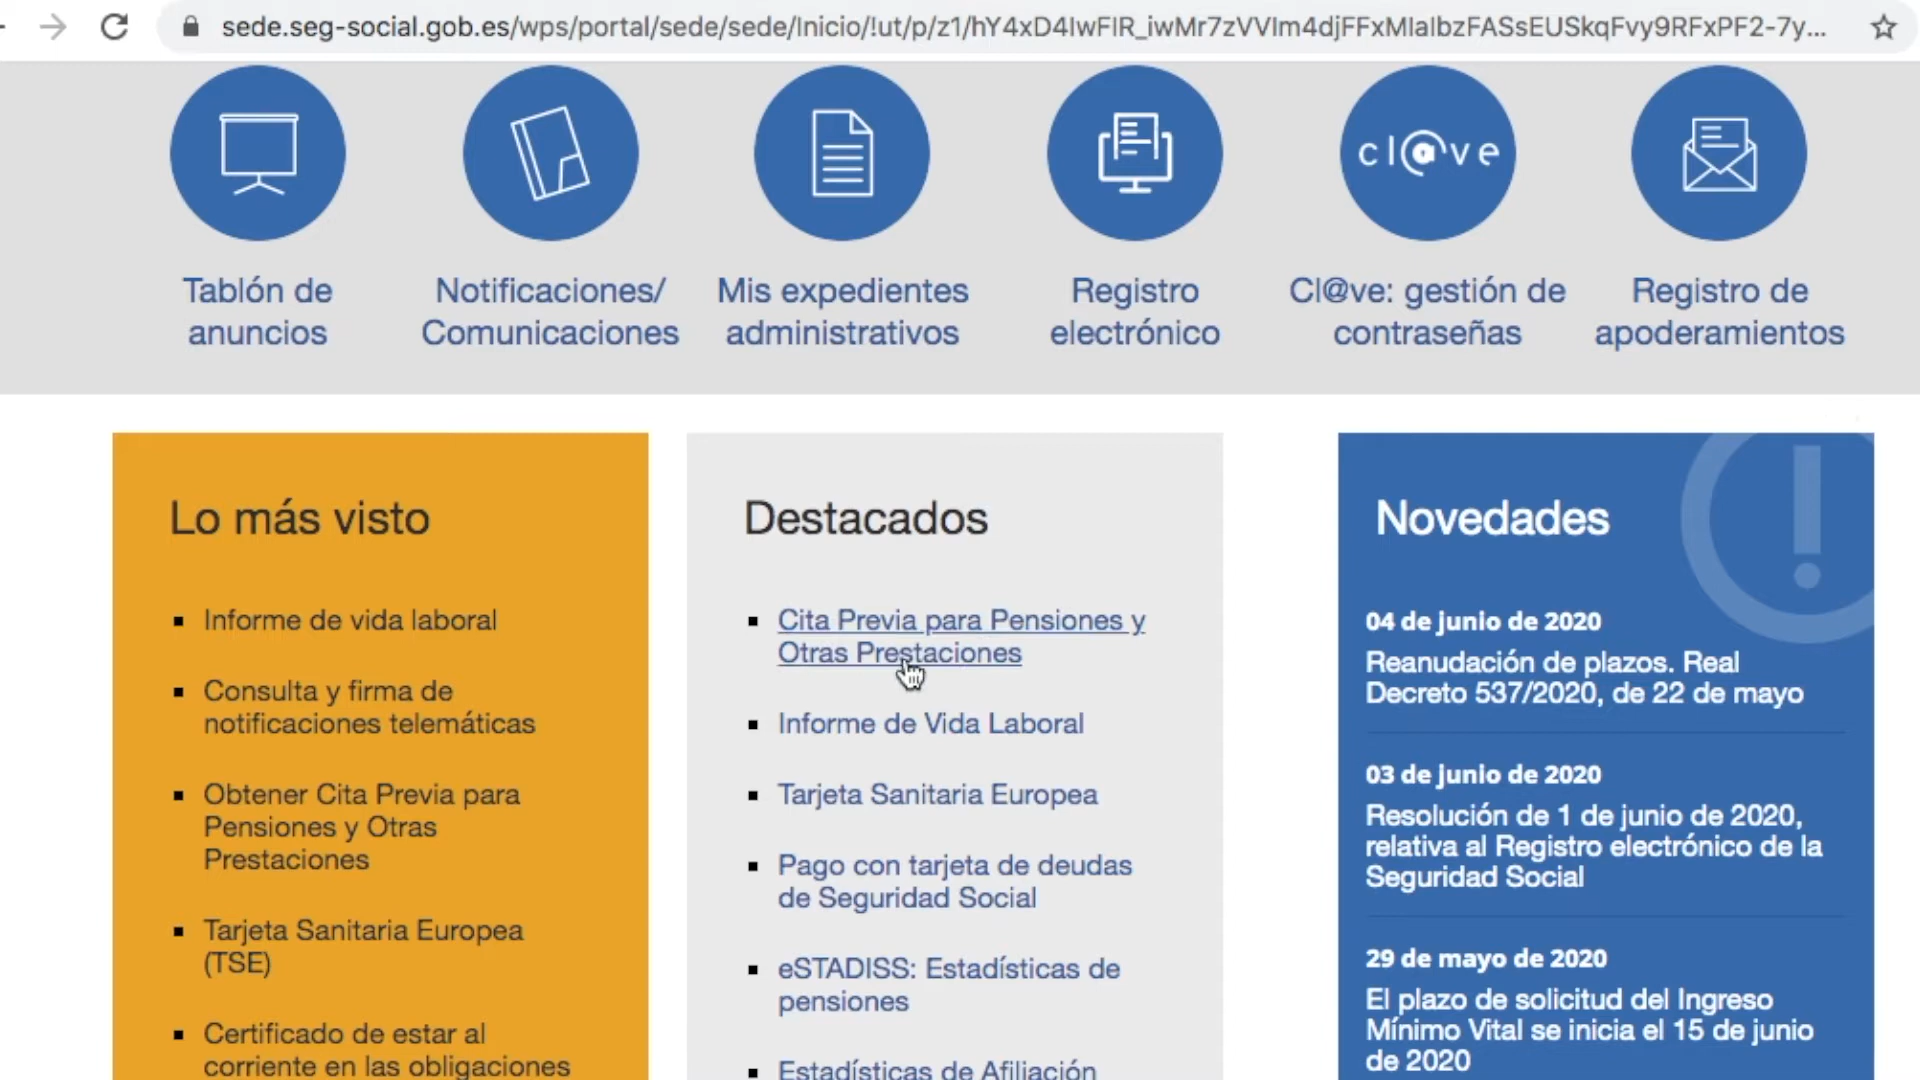 sede.seg-social.gob.es/wps/portal/sede/sede/Inicio/!ut/p/z1/hY4xD4IwFIR_iwMr7zVVIm4djFFxMIaIbzFASsEUSkqFvy9RFxPF2-7y...
cl@ve
Tablón de
anuncios
Notificaciones/
Comunicaciones
Mis expedientes
administrativos
Registro
electrónico
Cl@ve: gestión de
contraseñas
Registro de
apoderamientos
Lo más visto
Informe de vida laboral
Consulta y firma de
notificaciones telemáticas
Obtener Cita Previa para
Pensiones y Otras
Prestaciones
Tarjeta Sanitaria Europea
(TSE)
Certificado de estar al
corriente en las obligaciones
Destacados
Cita Previa para Pensiones y
Otras Prestaciones
Informe de Vida Laboral
Tarjeta Sanitaria Europea
Pago con tarjeta de deudas
de Seguridad Social
eSTADISS: Estadísticas de
pensiones
Estadísticas de Afiliación
Novedades
04 de junio de 2020
Reanudación de plazos. Real
Decreto 537/2020, de 22 de mayo
03 de junio de 2020
Resolución de 1 de junio de 2020,
relativa al Registro electrónico de la
Seguridad Social
29 de mayo de 2020
El plazo de solicitud del Ingreso
Mínimo Vital se inicia el 15 de junio
de 2020